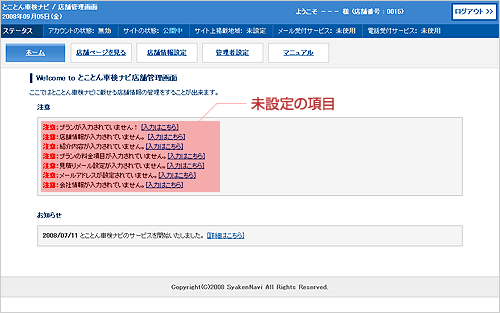 とことん車検ナビ / 店舗管理画面
2008年09月05日(金)
ようこそ --- 様 (店舗番号:0015)
ログアウト >>
ステータス アカウントの状態: 無効 サイトの状態: 公開中 サイト上掲載地域: 未設定 メール受付サービス: 未使用 電話受付サービス: 未使用
ホーム 店舗ページを見る 店舗情報設定 管理者設定 マニュアル
Welcome to とことん車検ナビ店舗管理画面
ここではとことん車検ナビに載せる店舗情報の管理をすることが出来ます。
未設定の項目
注意
注意:プランが入力されていません! [入力はこちら]
注意:店舗情報が入力されていません。[入力はこちら]
注意:紹介内容が入力されていません。[入力はこちら]
注意:プランの料金項目が入力されていません。[入力はこちら]
注意:見積りメール設定が入力されていません。[入力はこちら]
注意:メールアドレスが設定されていません。[入力はこちら]
注意:会社情報が入力されていません。[入力はこちら]
お知らせ
2008/07/11 とことん車検ナビのサービスを開始いたしました。 [詳細はこちら]
Copyright(C)2008 SyakenNavi All Rights Reserved.